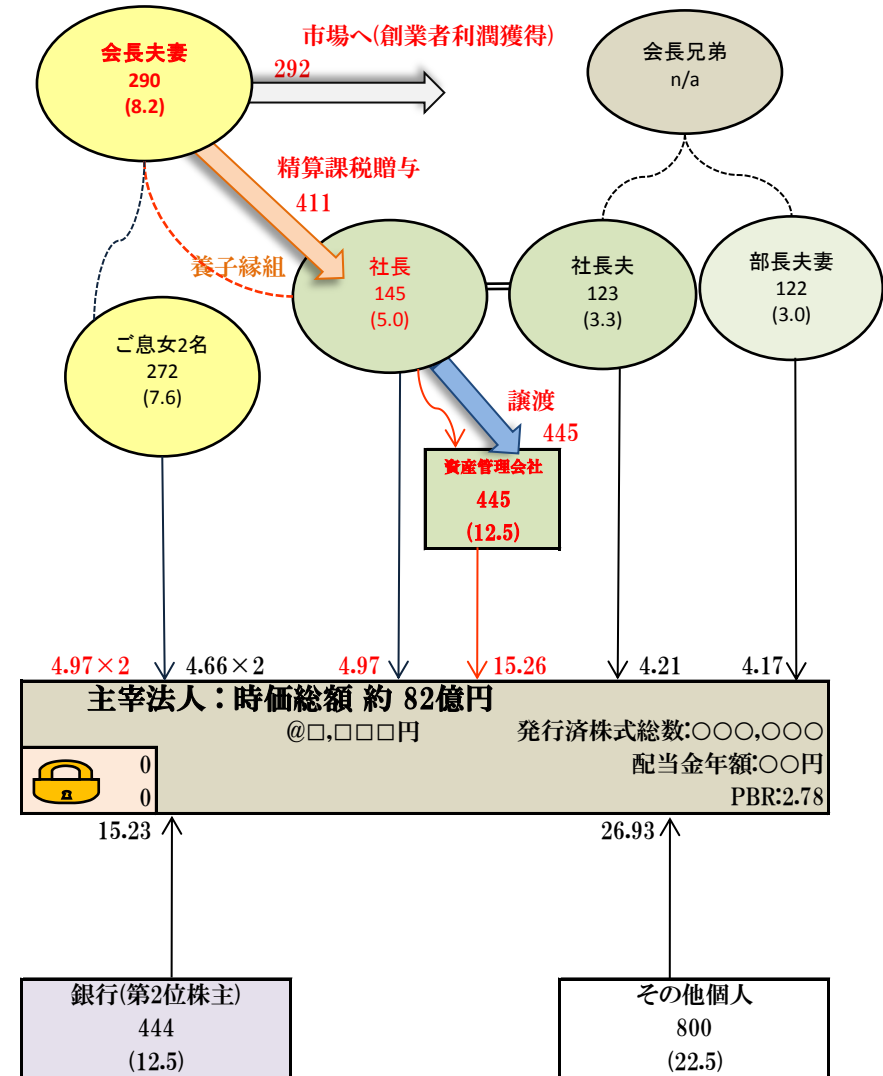 市場へ(創業者利潤獲得)
会長夫妻
290
(8.2)
292
会長兄弟
n/a
精算課税贈与
411
養子縁組
社長
145
(5.0)
社長夫
123
(3.3)
部長夫妻
122
(3.0)
ご息女2名
272
(7.6)
譲渡
445
資産管理会社
445
(12.5)
4.97×2
4.66×2
4.97
15.26
4.21
4.17
主宰法人：時価総額 約 82億円
@□,□□□円
発行済株式総数:○○○,○○○
配当金年額:○○円
PBR:2.78
0
0
15.23
26.93
銀行(第2位株主)
444
(12.5)
その他個人
800
(22.5)